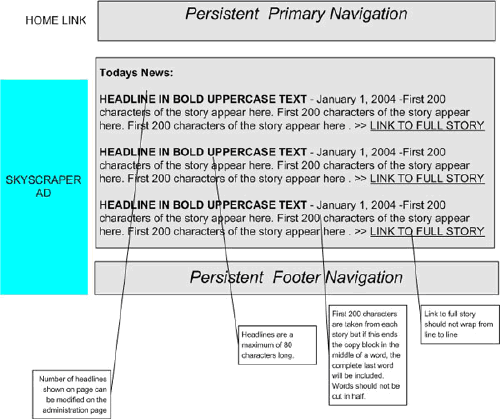 HOME LINK
Persistent Primary Navigation
Todays News:
HEADLINE IN BOLD UPPERCASE TEXT - January 1, 2004 -First 200
characters of the story appear here. First 200 characters of the story appear
here. First 200 characters of the story appear here . >> LINK TO FULL STORY
HEADLINE IN BOLD UPPERCASE TEXT - January 1, 2004 -First 200
characters of the story appear here. First 200 characters of the story appear
here. First 200 characters of the story appear here . >> LINK TO FULL STORY
HEADLINE IN BOLD UPPERCASE TEXT - January 1, 2004 -First 200
characters of the story appear here. First 200 characters of the story appear
here. First 200 characters of the story appear here . >> LINK TO FULL STORY
SKYSCRAPER
AD
Persistent Footer Navigation
Number of headlines
shown on page can
be modified on the
administration page
Headlines are a
maximum of 80
characters long.
First 200 characters
are taken from each
story but if this ends
the copy block in the
middle of a word, the
complete last word
will be included.
Words should not be
cut in half.
Link to full story
should not wrap from
line to line